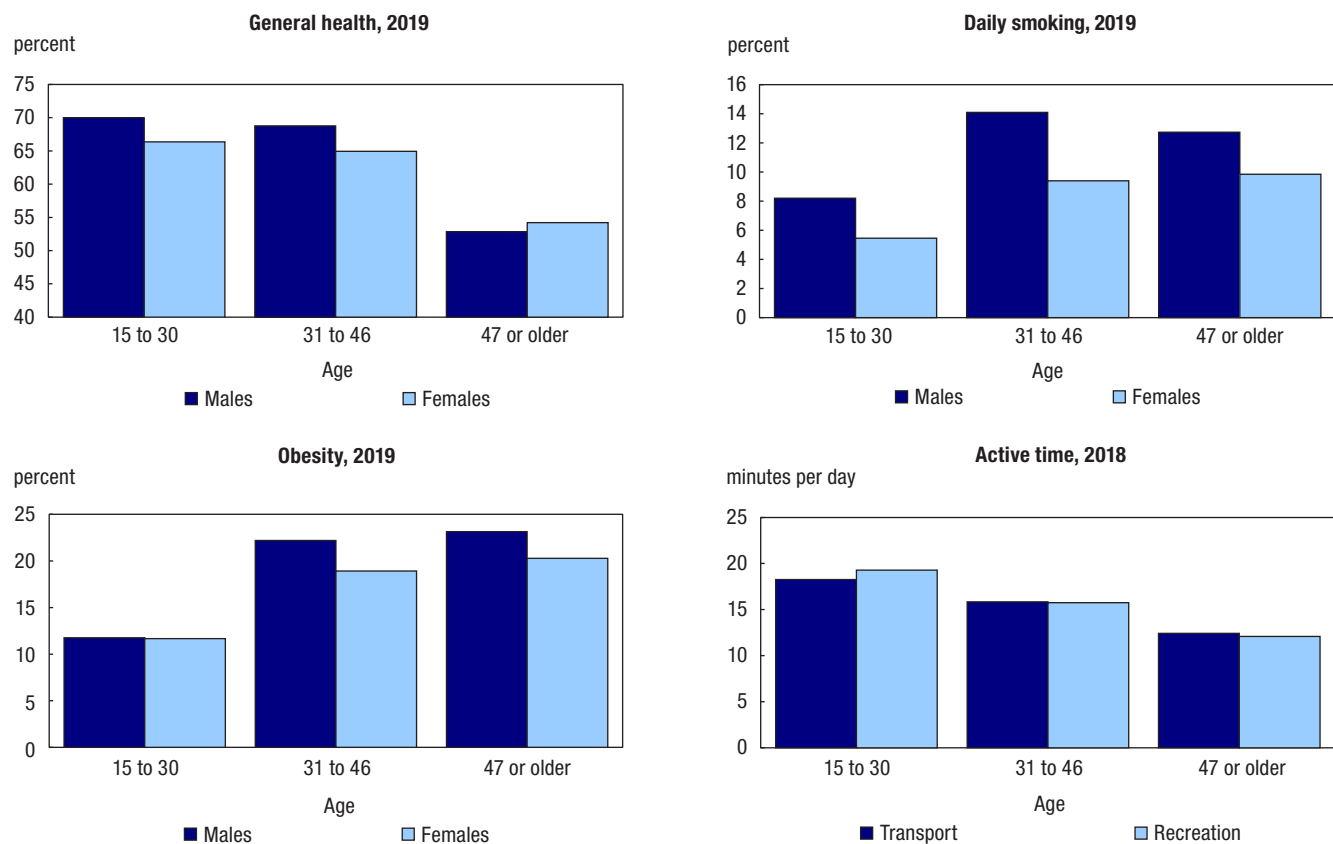 General health, 2019
percent
75
70
65
60
55
50
45
40
15 to 30 31 to 46 47 or older
Age
Males Females
Daily smoking, 2019
percent
16
14
12
10
8
6
4
2
0
15 to 30 31 to 46 47 or older
Age
Males Females
Obesity, 2019
percent
25
20
15
10
5
0
15 to 30 31 to 46 47 or older
Age
Males Females
Active time, 2018
minutes per day
25
20
15
10
5
0
15 to 30 31 to 46 47 or older
Age
Transport Recreation